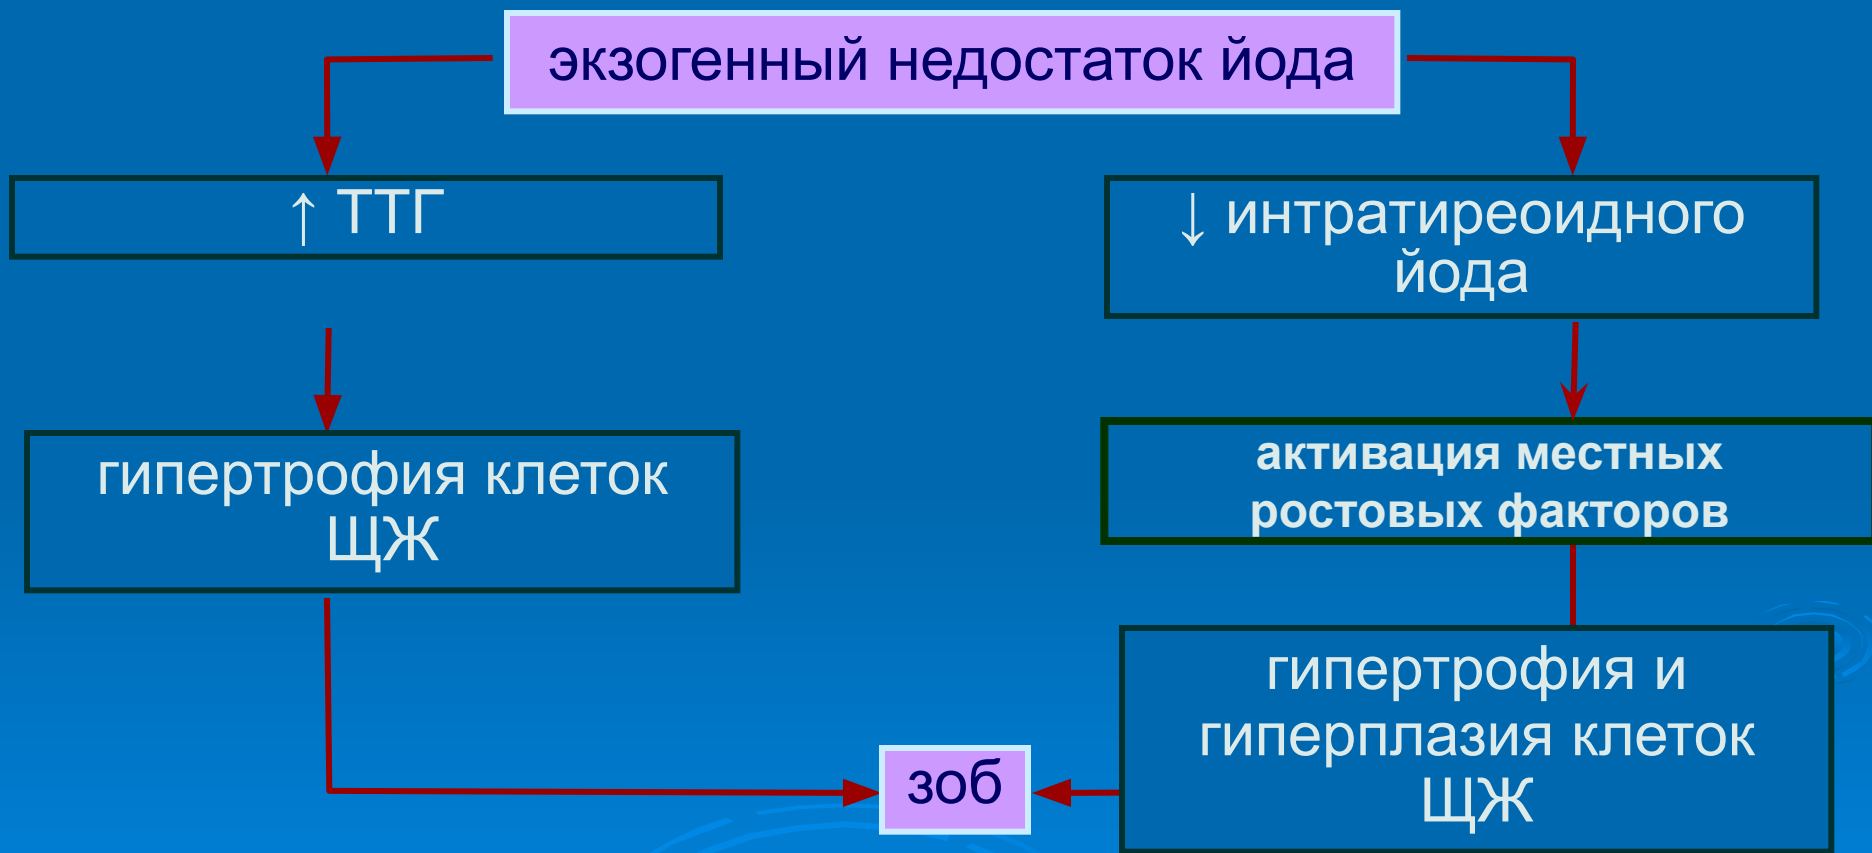 экзогенный недостаток йода
↑ ТТГ
↓ интратиреоидного
йода
гипертрофия клеток
ЩЖ
активация местных
ростовых факторов
гипертрофия и
гиперплазия клеток
ЩЖ
зоб